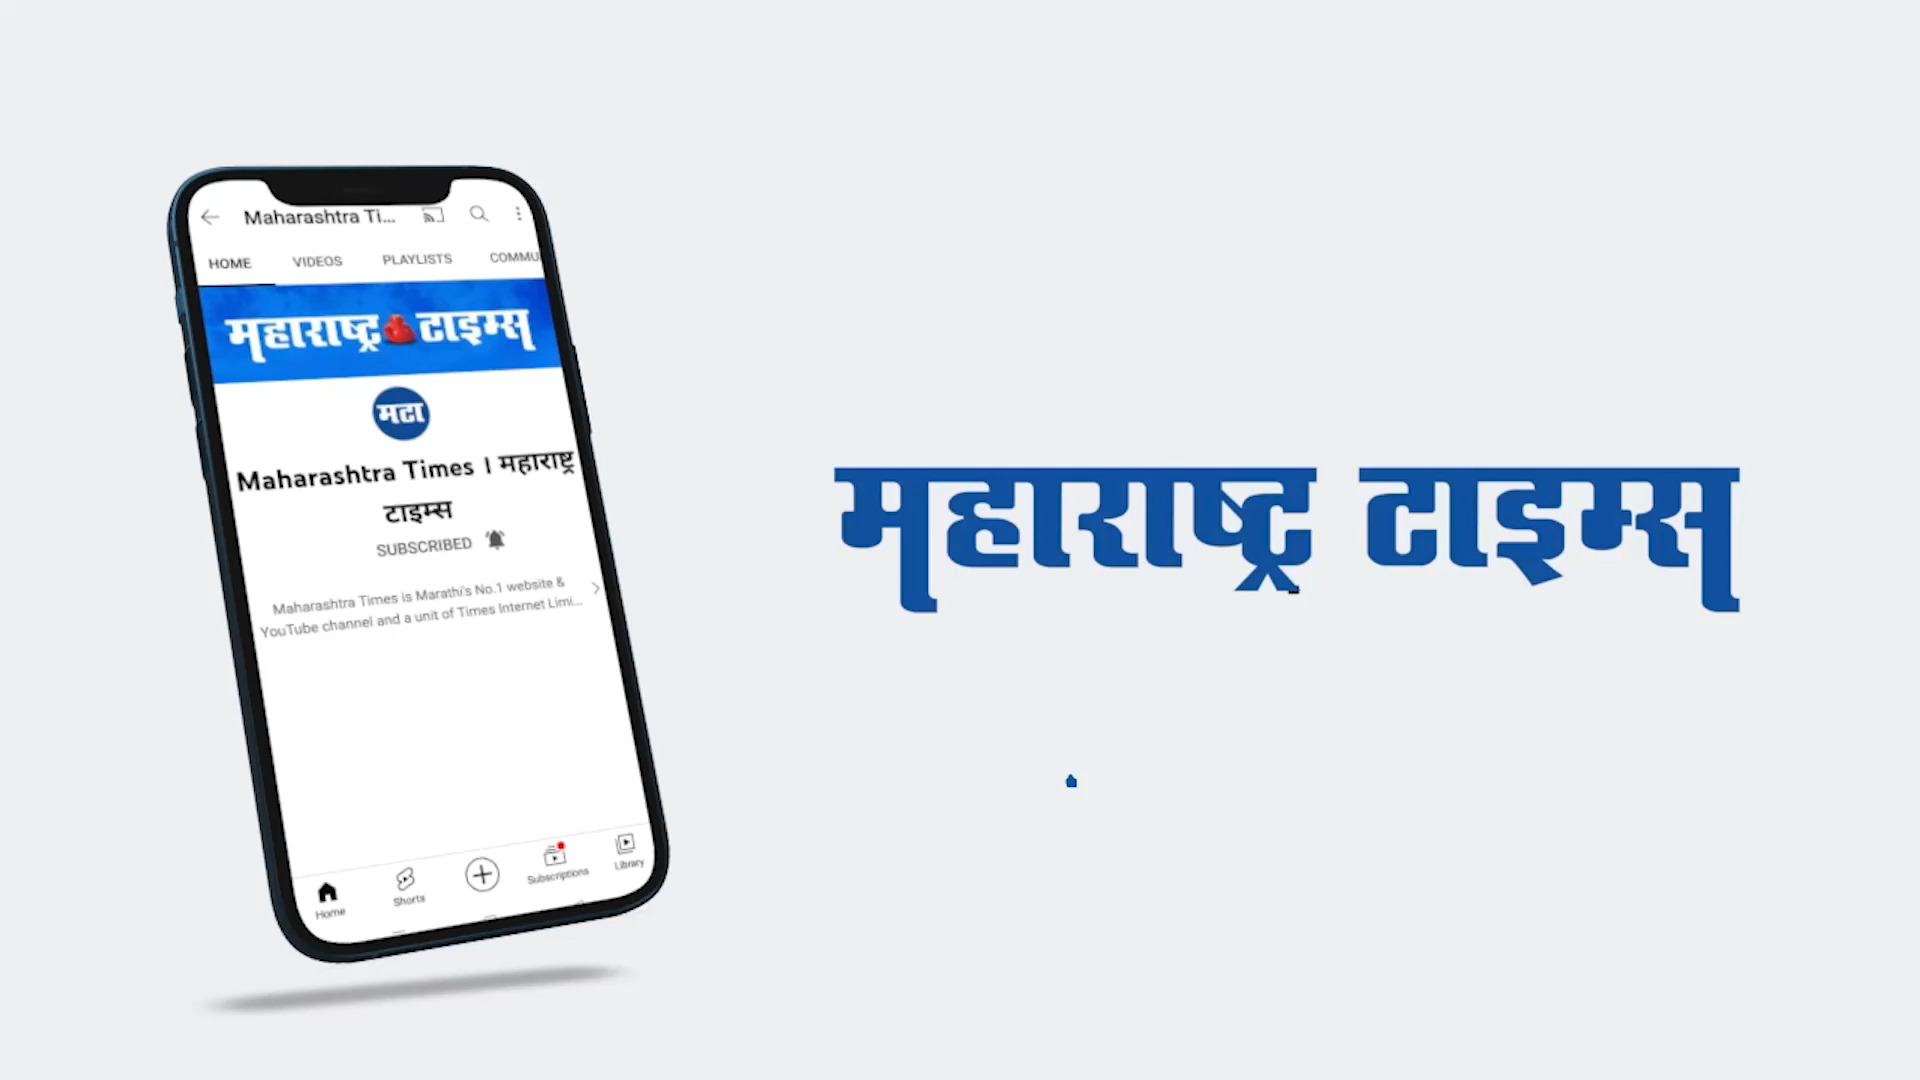 Maharashtra Ti...
HOME VIDEOS PLAYLISTS COMMU
महाराष्ट्र टाइम्स
मटा
Maharashtra Times । महाराष्ट्र
टाइम्स
SUBSCRIBED
Maharashtra Times is Marathi's No.1 website &
YouTube channel and a unit of Times Internet Limi...
Home Shorts Subscriptions Library
महाराष्ट्र टाइम्स